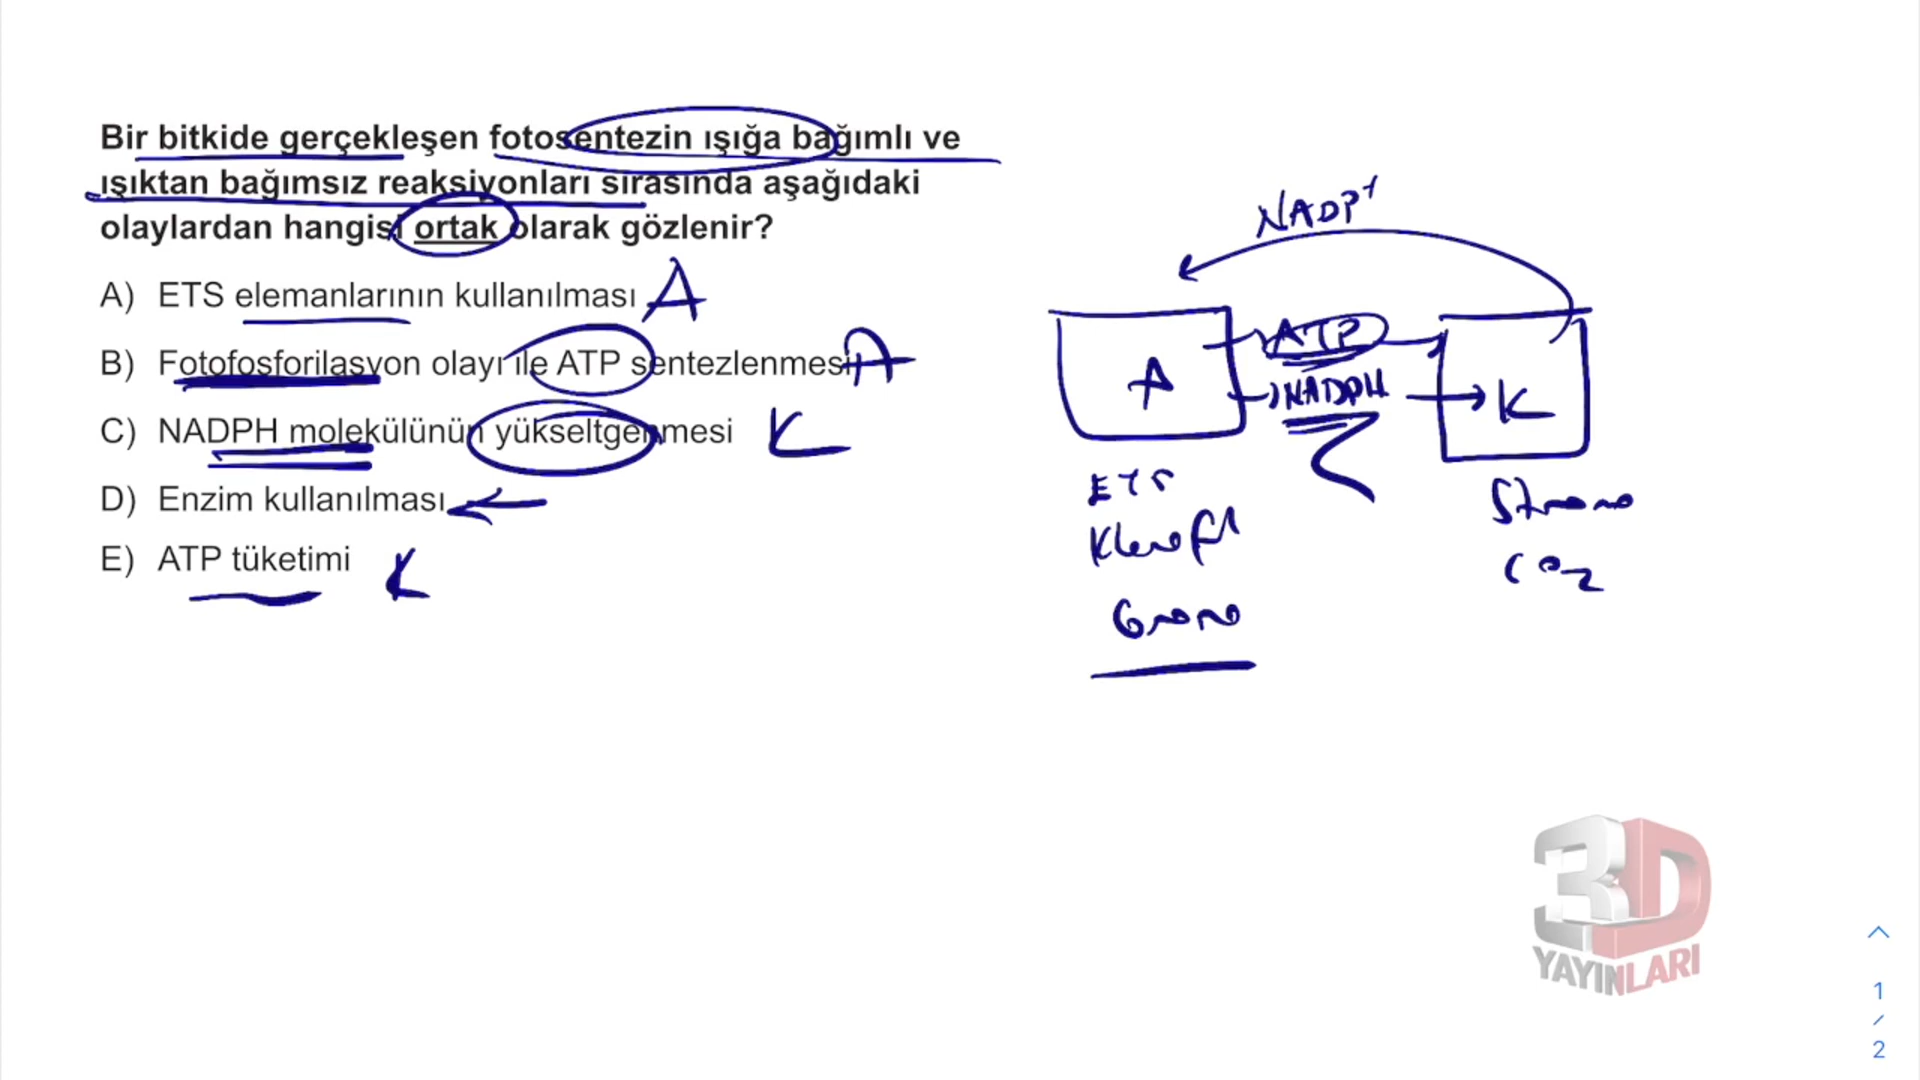 Bir bitkide gerçekleşen fotosentezin ışığa bağımlı ve
ışıktan bağımsız reaksiyonları sırasında aşağıdaki
olaylardan hangisi ortak olarak gözlenir?
A) ETS elemanlarının kullanılması A
B) Fotofosforilasyon olayı ile ATP sentezlenmesi A
C) NADPH molekülünün yükseltgenmesi K
D) Enzim kullanılması
E) ATP tüketimi K
NADP+
A
ATP
NADPH
K
ETS
Klorofil
Grana
Stroma
CO2
3D
YAYINLARI
1
/
2